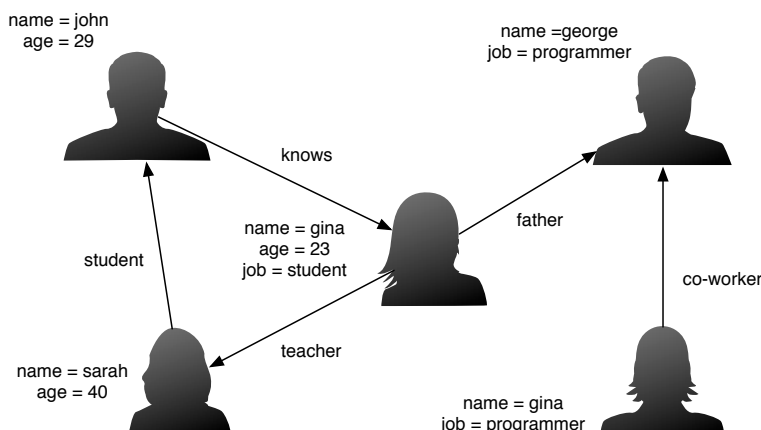 name = john
age = 29
name =george
job = programmer
knows
father
name = gina
age = 23
job = student
student
co-worker
teacher
name = sarah
age = 40
name = gina
job = programmer